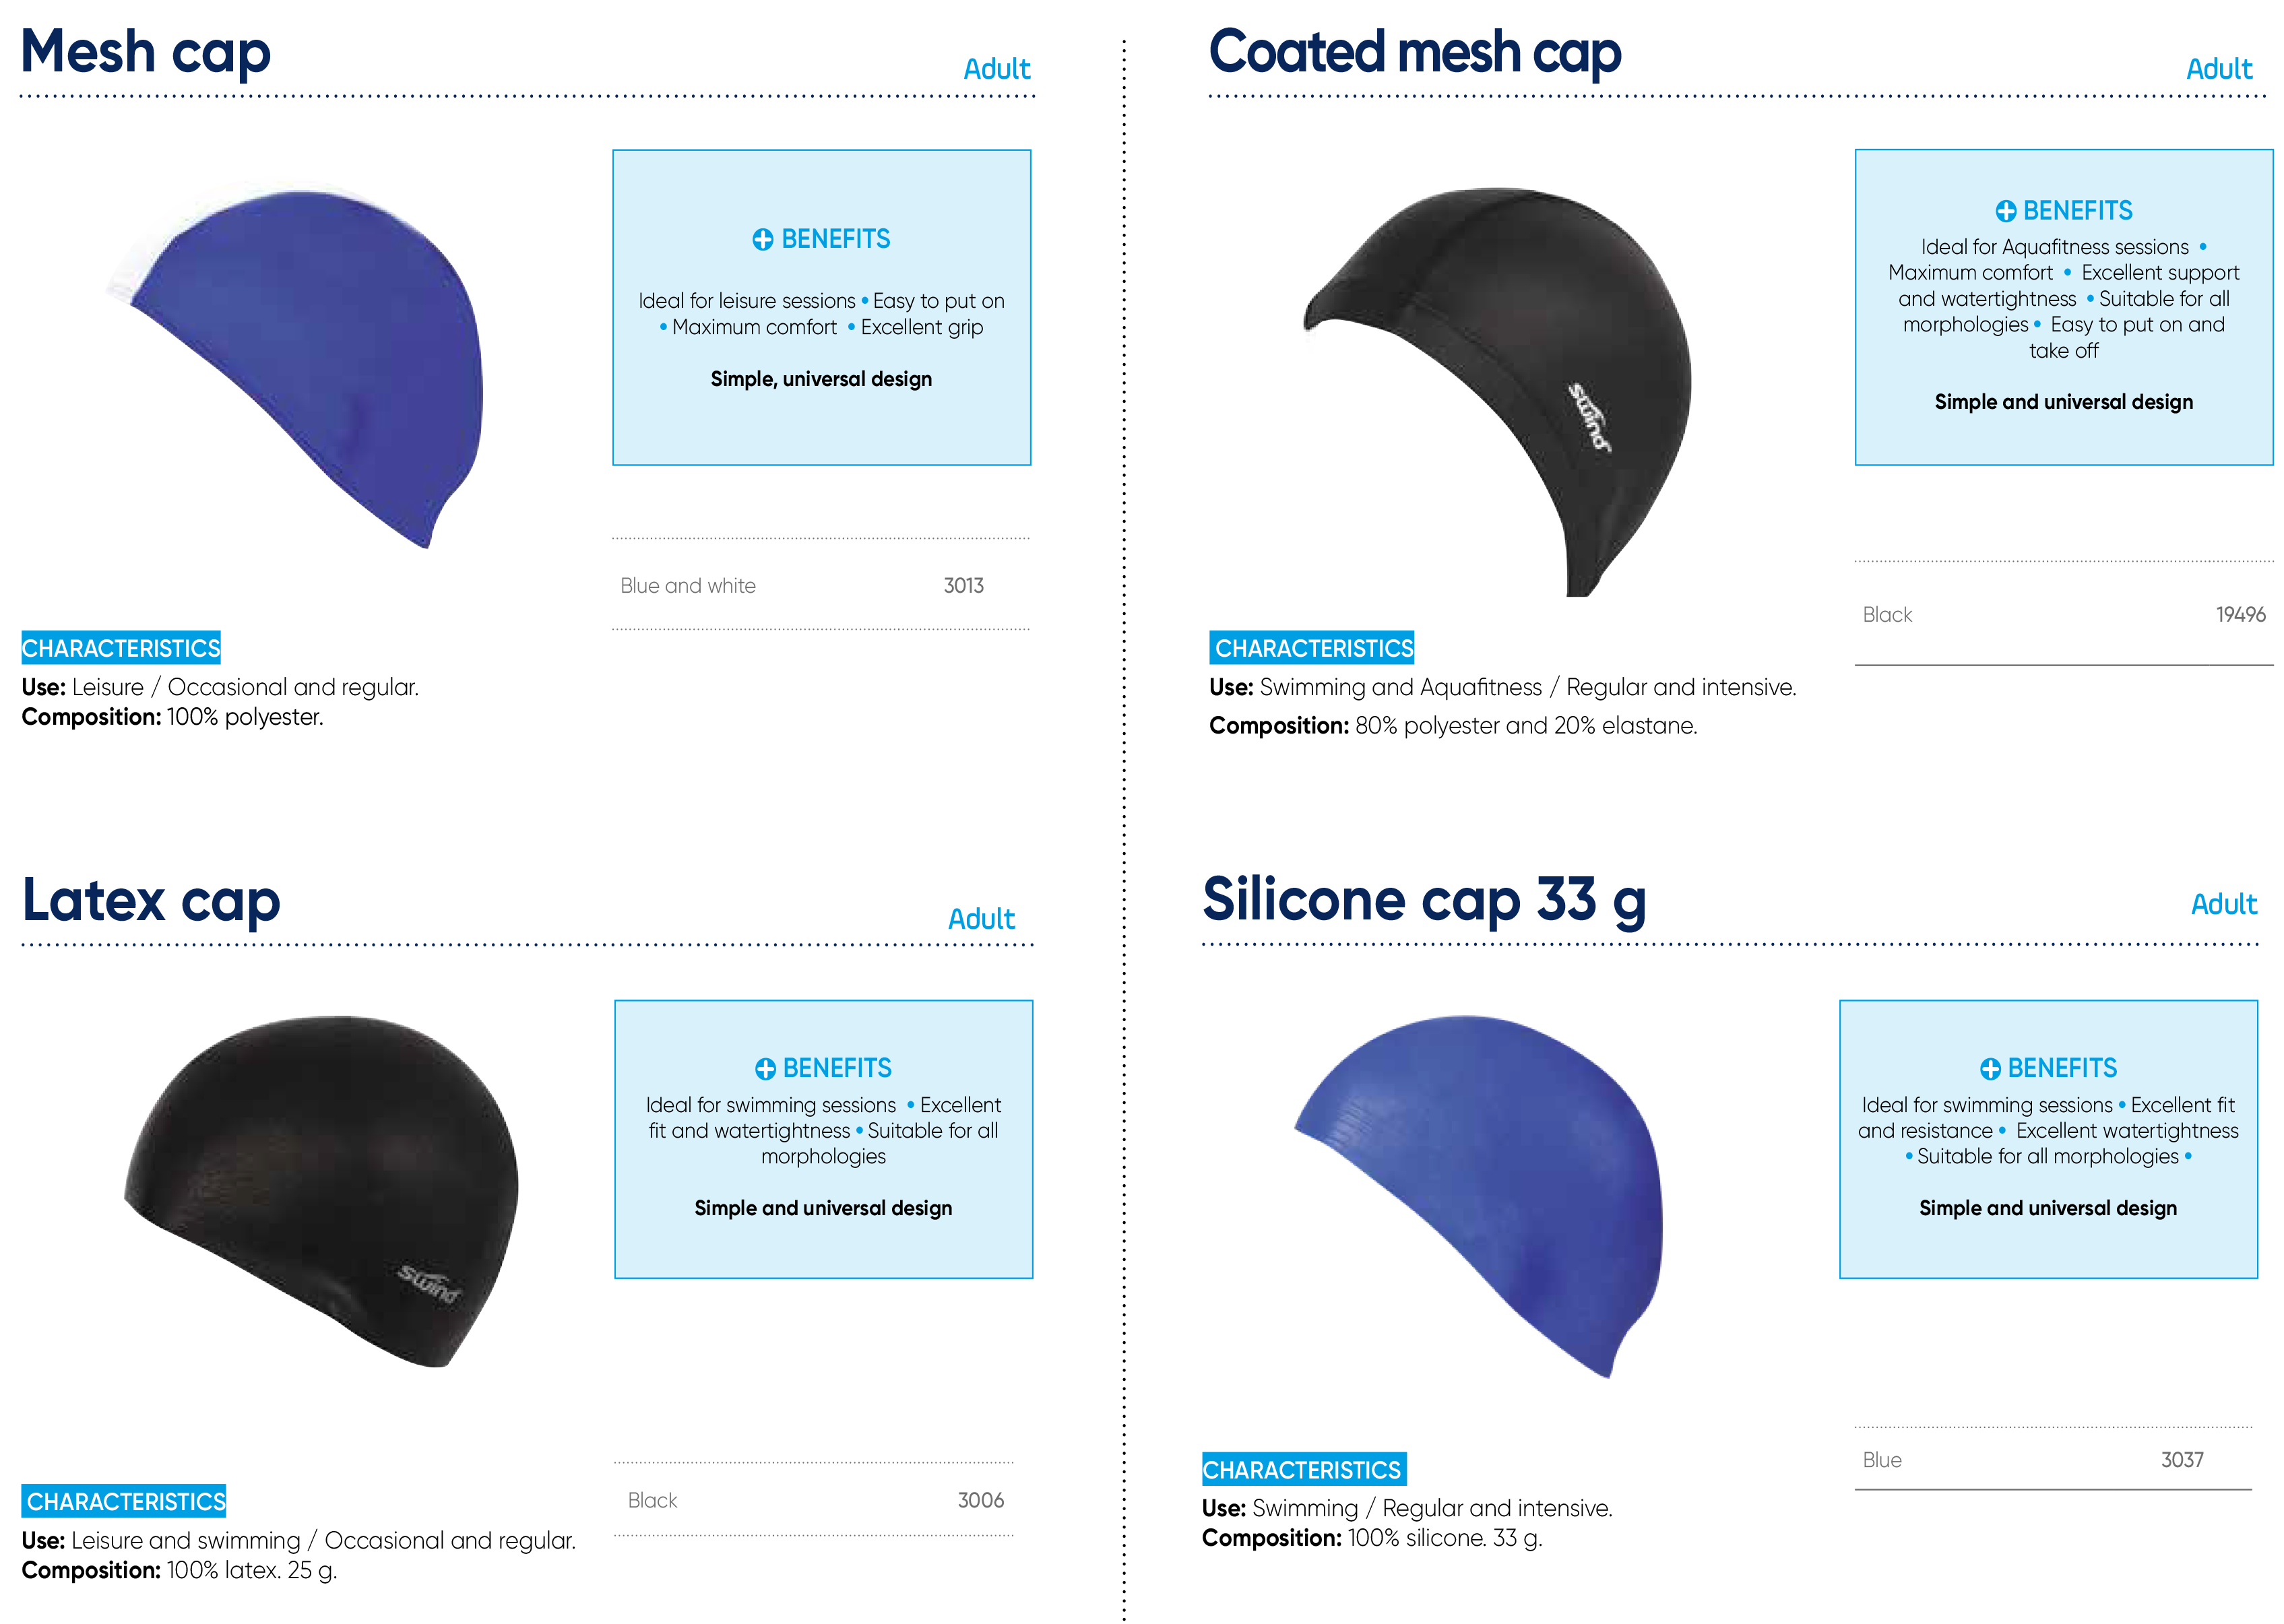 Mesh cap
Adult
BENEFITS
Ideal for leisure sessions • Easy to put on
• Maximum comfort • Excellent grip
Simple, universal design
Blue and white 3013
CHARACTERISTICS
Use: Leisure / Occasional and regular.
Composition: 100% polyester.
Coated mesh cap
Adult
BENEFITS
Ideal for Aquafitness sessions •
Maximum comfort • Excellent support
and watertightness • Suitable for all
morphologies • Easy to put on and
take off
Simple and universal design
swind
Black 19496
CHARACTERISTICS
Use: Swimming and Aquafitness / Regular and intensive.
Composition: 80% polyester and 20% elastane.
Latex cap
Adult
BENEFITS
Ideal for swimming sessions • Excellent
fit and watertightness • Suitable for all
morphologies
Simple and universal design
swind
Black 3006
CHARACTERISTICS
Use: Leisure and swimming / Occasional and regular.
Composition: 100% latex. 25 g.
Silicone cap 33 g
Adult
BENEFITS
Ideal for swimming sessions • Excellent fit
and resistance • Excellent watertightness
• Suitable for all morphologies •
Simple and universal design
Blue 3037
CHARACTERISTICS
Use: Swimming / Regular and intensive.
Composition: 100% silicone. 33 g.